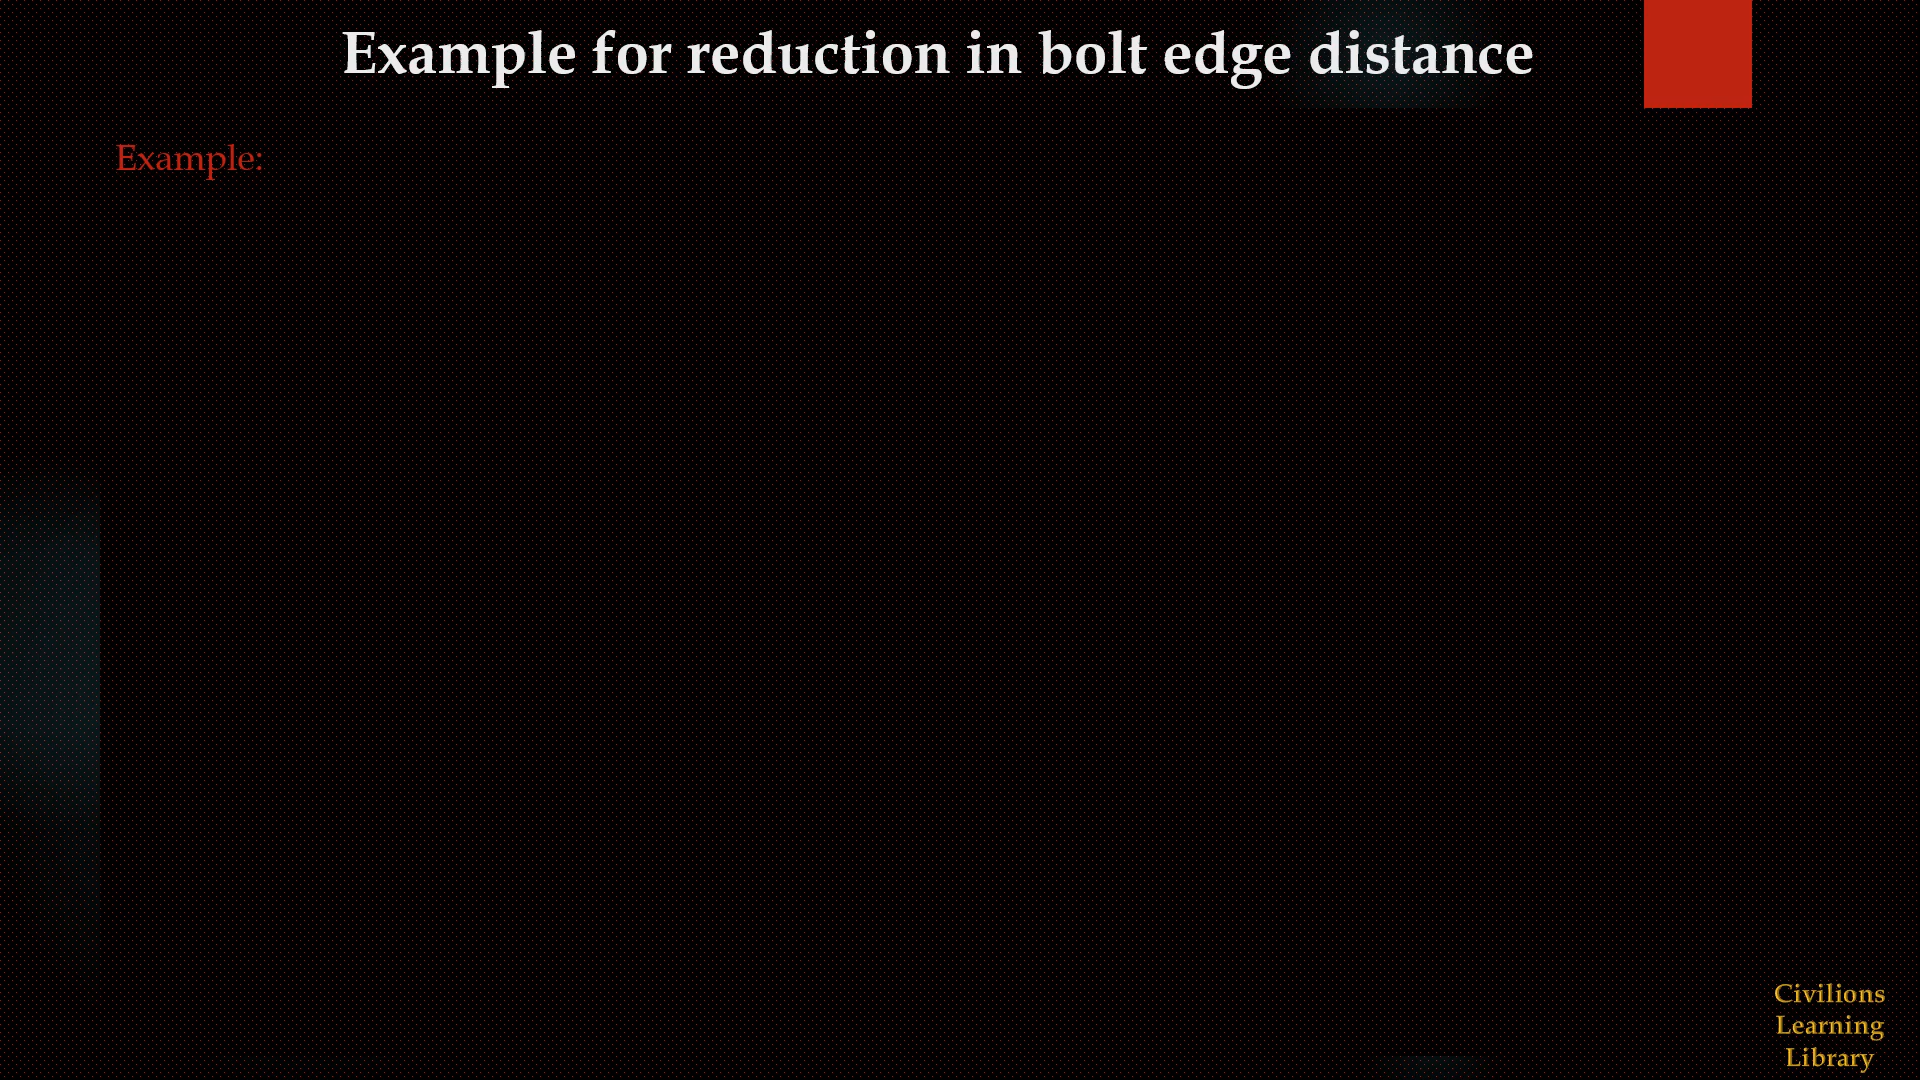 Example for reduction in bolt edge distance
Example:
Civilions
Learning
Library